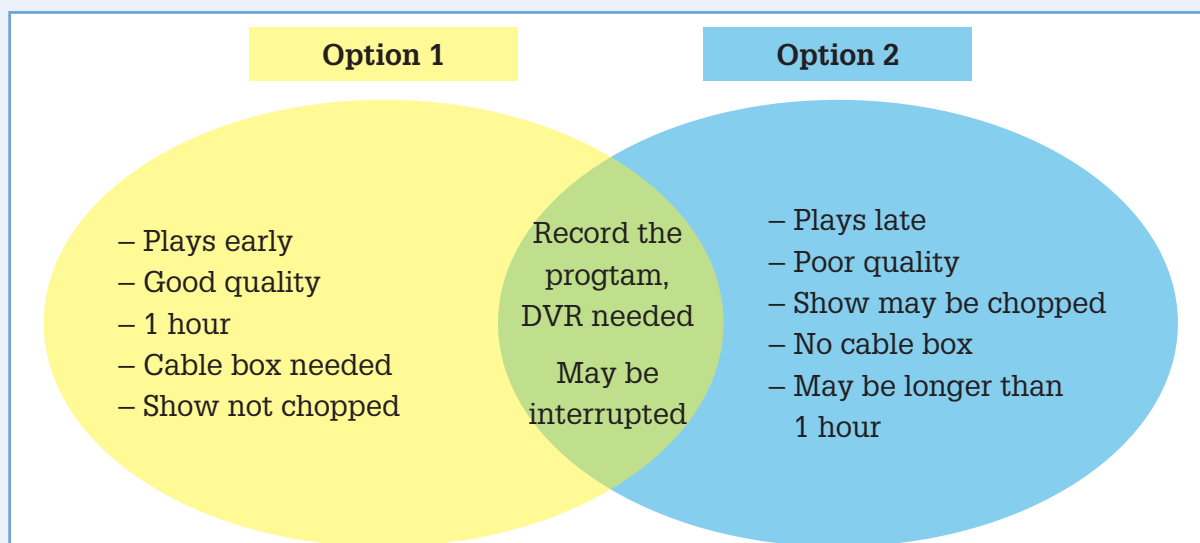 Option 1
Option 2
– Plays early
– Good quality
– 1 hour
– Cable box needed
– Show not chopped
Record the
progtam,
DVR needed
May be
interrupted
– Plays late
– Poor quality
– Show may be chopped
– No cable box
– May be longer than
1 hour